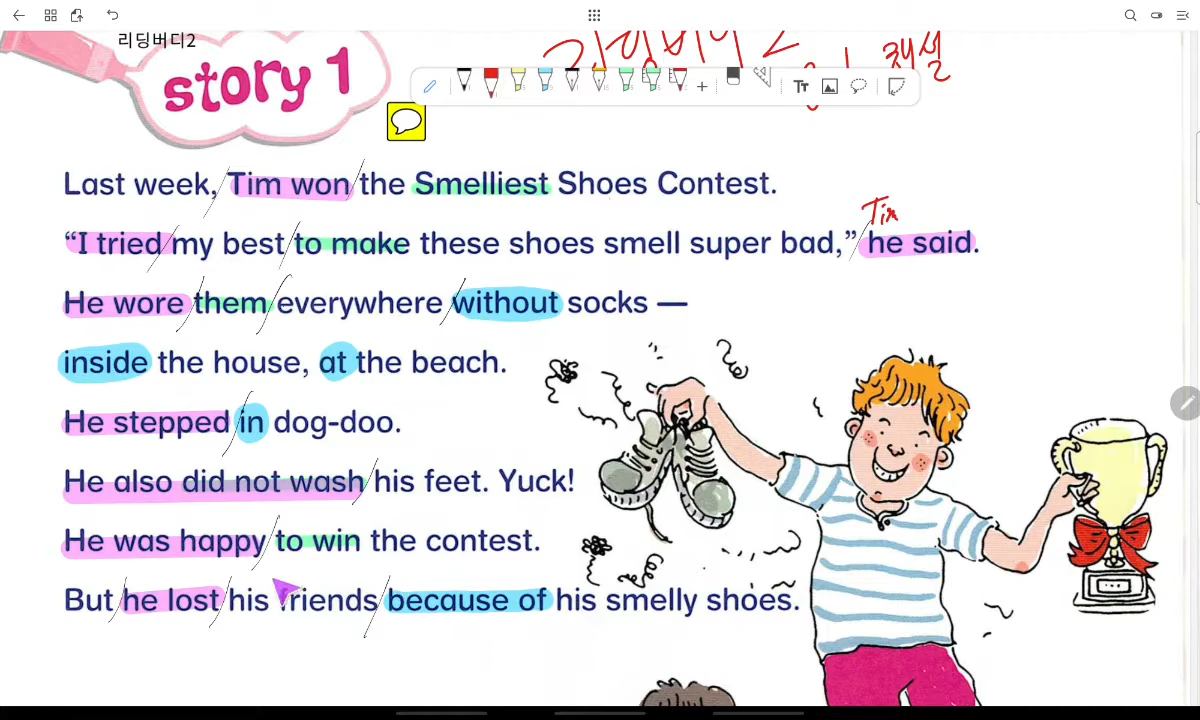 리딩버디2
story 1
Last week, Tim won the Smelliest Shoes Contest.
Tim
“I tried my best to make these shoes smell super bad,” he said.
He wore them everywhere without socks —
inside the house, at the beach.
He stepped in dog-doo.
He also did not wash his feet. Yuck!
He was happy to win the contest.
But he lost his friends because of his smelly shoes.